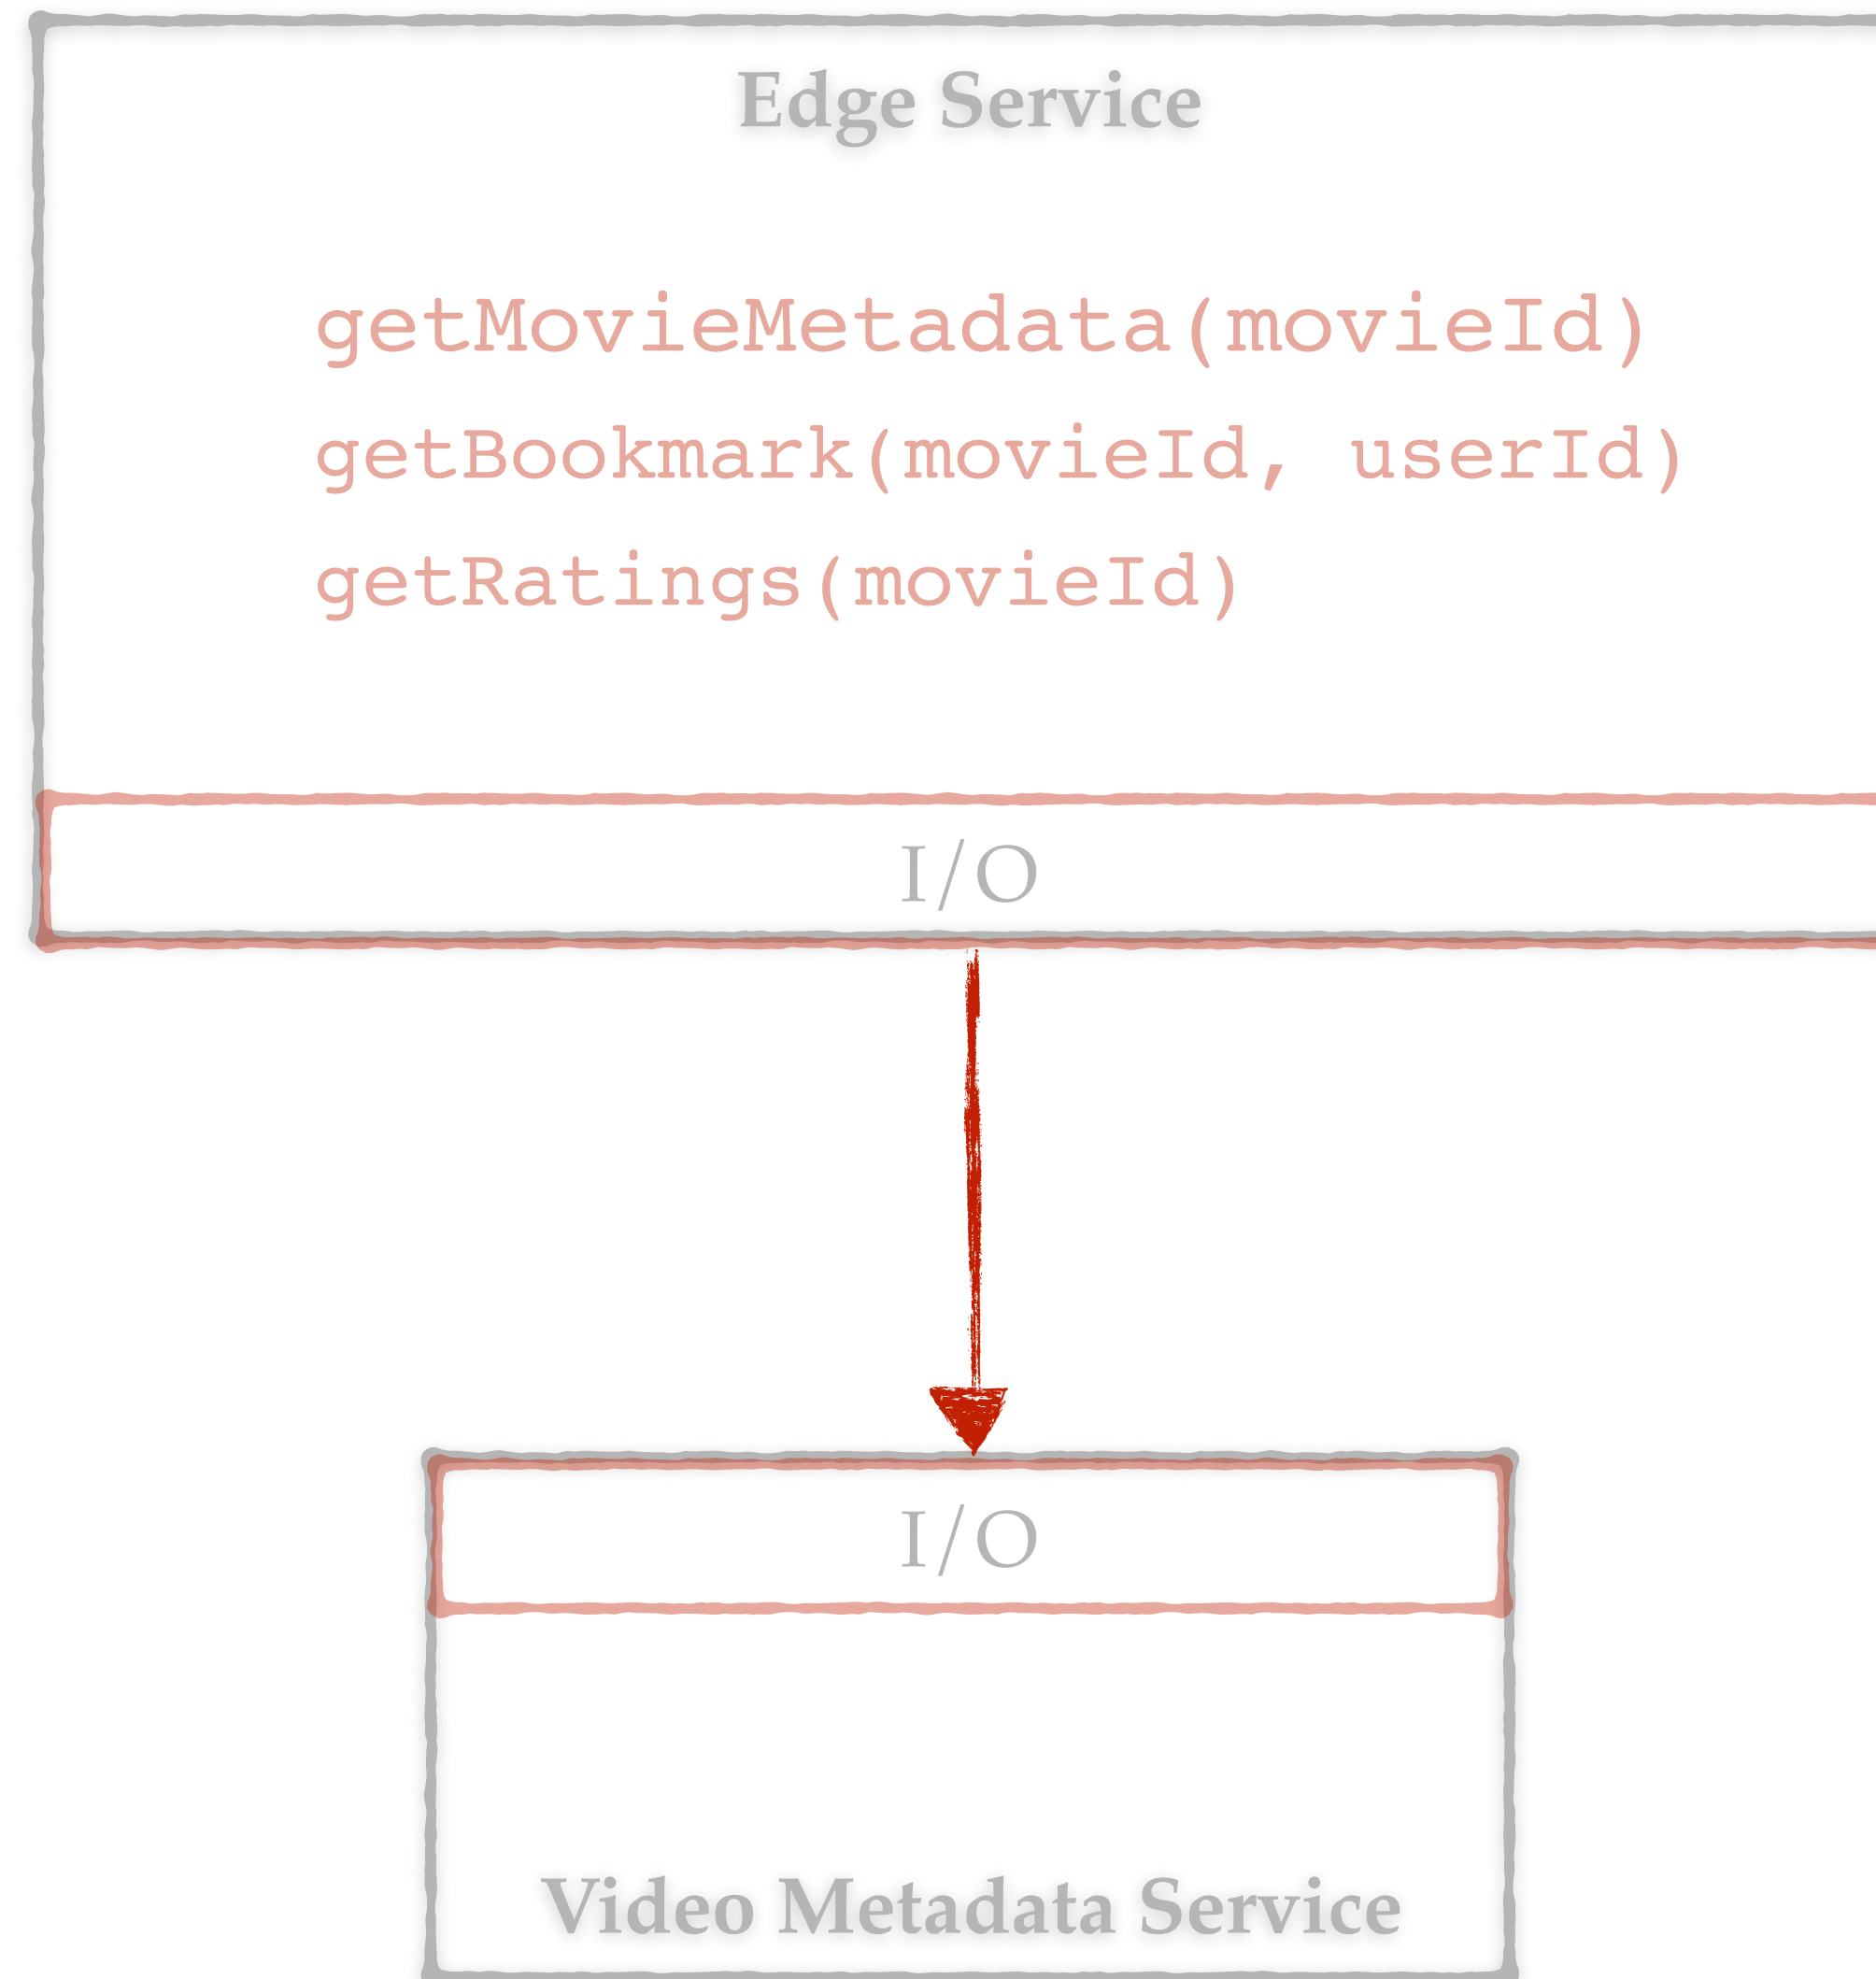 Edge Service
getMovieMetadata(movieId)
getBookmark(movieId, userId)
getRatings(movieId)
I/O
I/O
Video Metadata Service